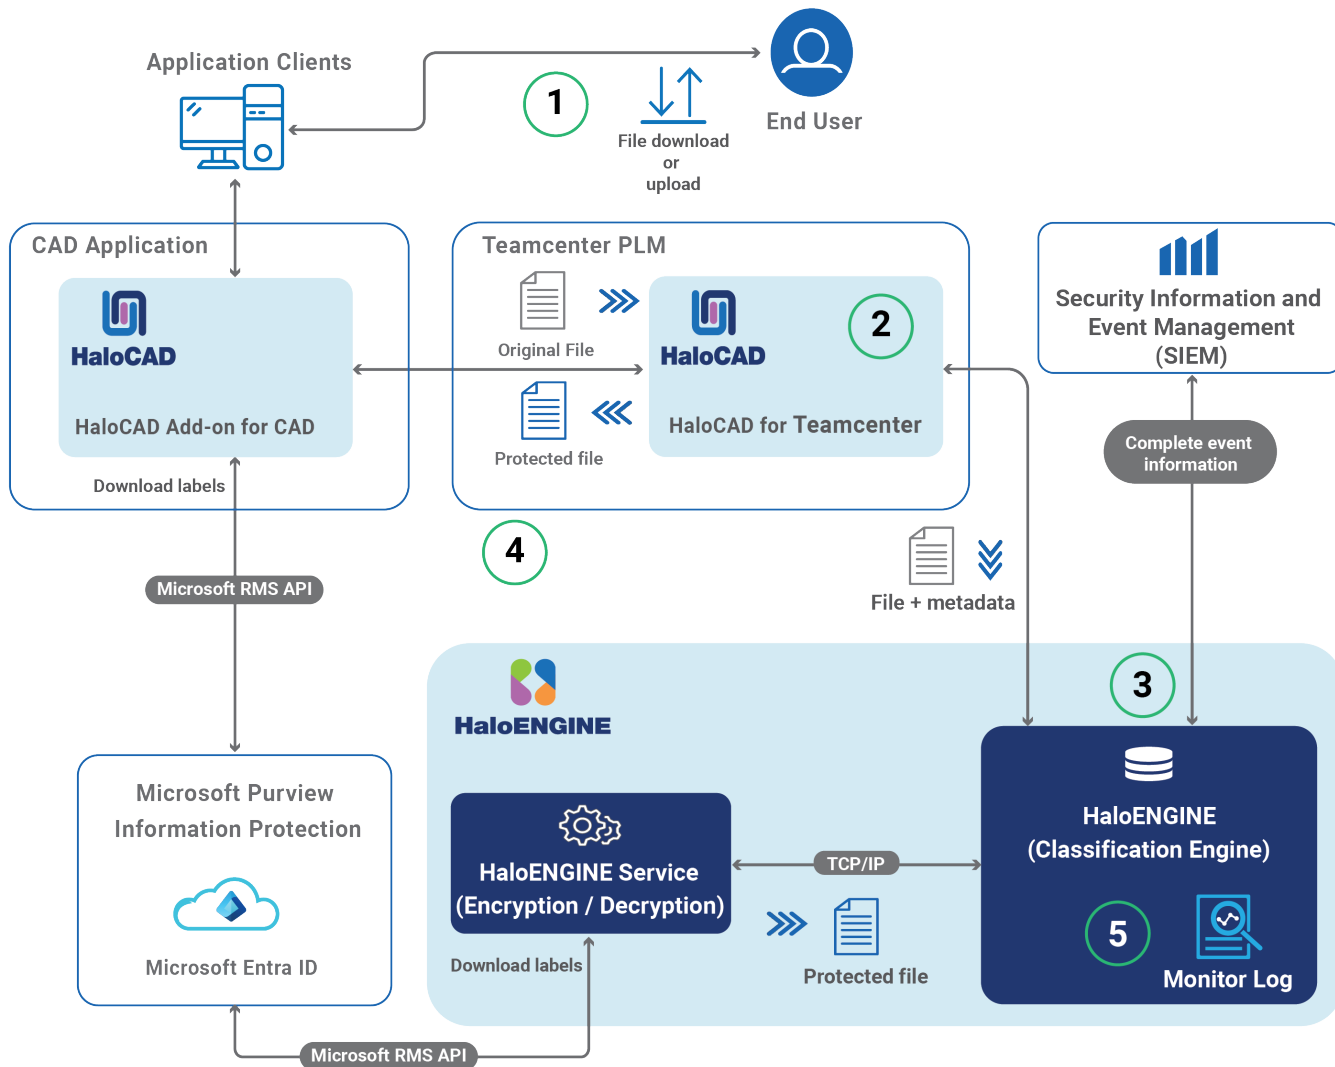 Application Clients
1
File download
or
upload
End User
CAD Application
HaloCAD
HaloCAD Add-on for CAD
Download labels
Teamcenter PLM
Original File
Protected file
HaloCAD
2
HaloCAD for Teamcenter
Security Information and
Event Management
(SIEM)
Complete event
information
4
Microsoft RMS API
File + metadata
HaloENGINE
3
Microsoft Purview
Information Protection
Microsoft Entra ID
HaloENGINE Service
(Encryption / Decryption)
Download labels
TCP/IP
Protected file
HaloENGINE
(Classification Engine)
5
Monitor Log
Microsoft RMS API